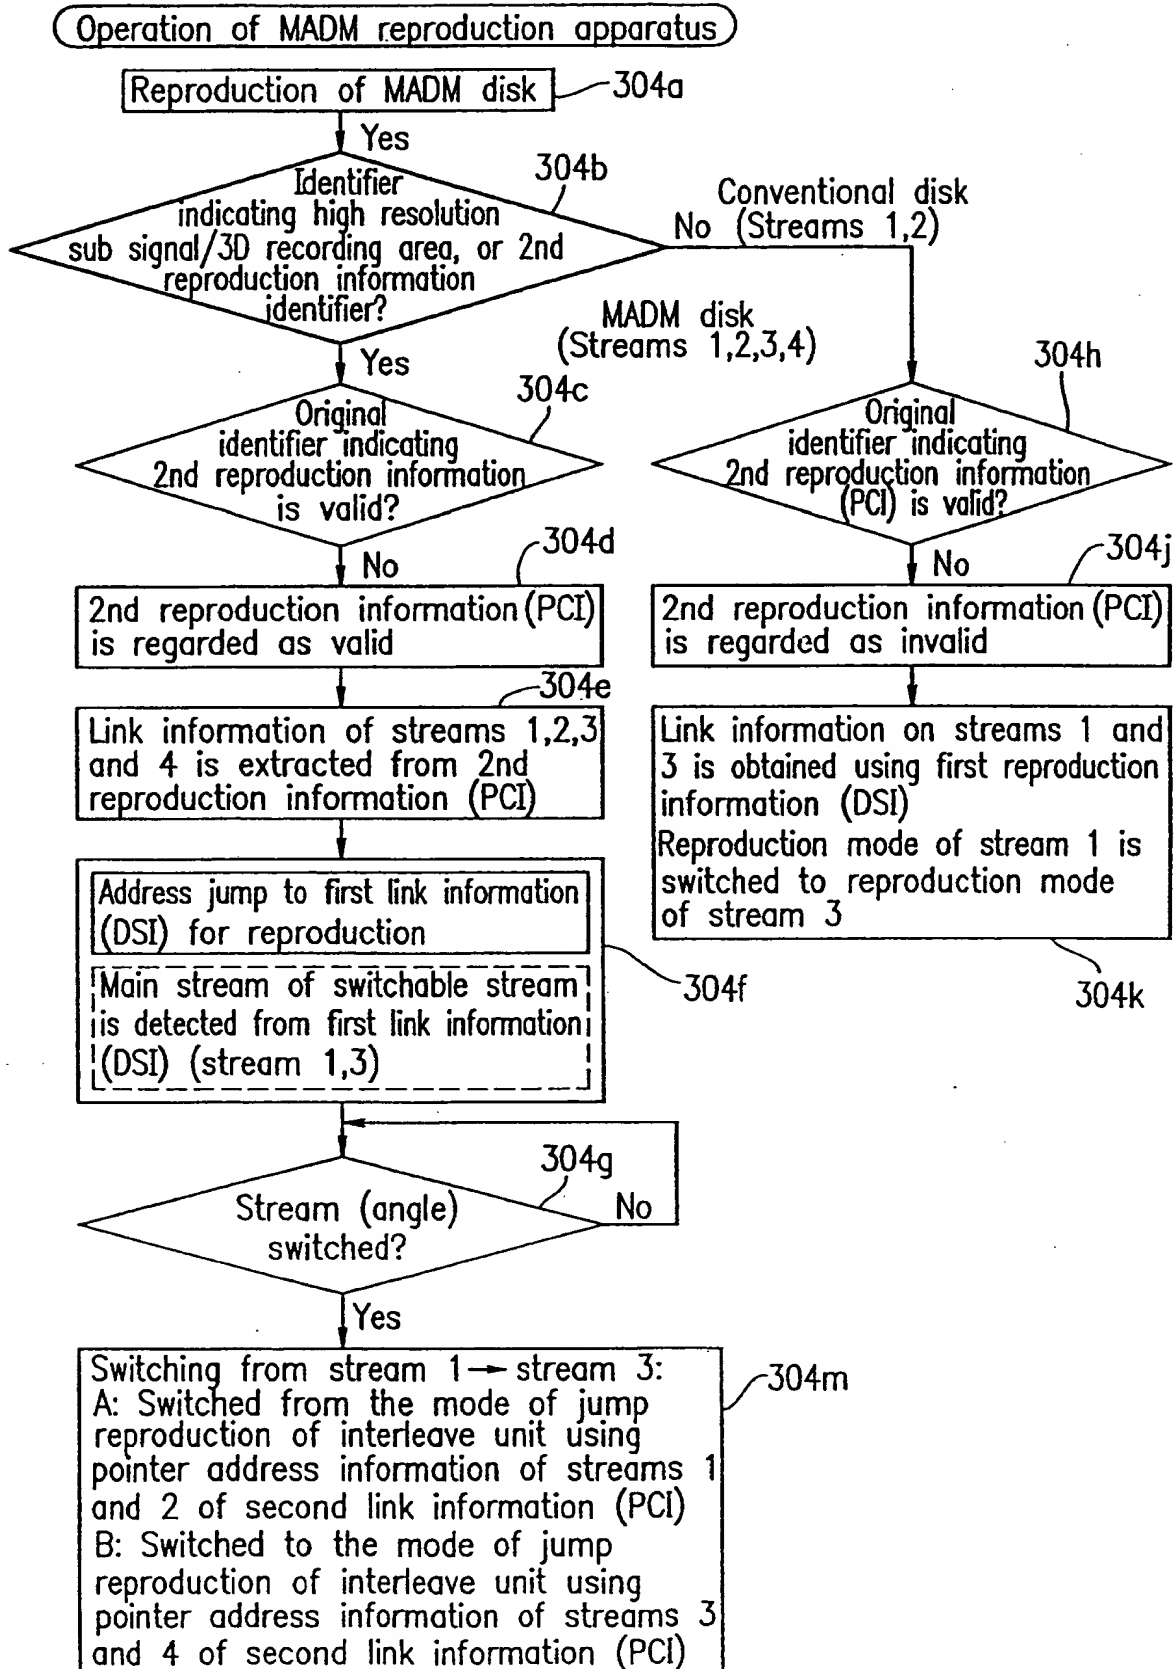 Operation of MADM reproduction apparatus
Reproduction of MADM disk
304a
Yes
304b
Identifier
indicating high resolution
sub signal/3D recording area, or 2nd
reproduction information
identifier?
Conventional disk
No (Streams 1,2)
MADM disk
(Streams 1,2,3,4)
Yes
304c
Original
identifier indicating
2nd reproduction information
is valid?
304h
Original
identifier indicating
2nd reproduction information
(PCI) is valid?
No
304d
2nd reproduction information (PCI)
is regarded as valid
No
304j
2nd reproduction information (PCI)
is regarded as invalid
304e
Link information of streams 1,2,3
and 4 is extracted from 2nd
reproduction information (PCI)
Link information on streams 1 and
3 is obtained using first reproduction
information (DSI)
Reproduction mode of stream 1 is
switched to reproduction mode
of stream 3
304k
Address jump to first link information
(DSI) for reproduction
Main stream of switchable stream
is detected from first link information
(DSI) (stream 1,3)
304f
304g
Stream (angle)
switched?
No
Yes
Switching from stream 1→ stream 3:
A: Switched from the mode of jump
reproduction of interleave unit using
pointer address information of streams 1
and 2 of second link information (PCI)
B: Switched to the mode of jump
reproduction of interleave unit using
pointer address information of streams 3
and 4 of second link information (PCI)
304m